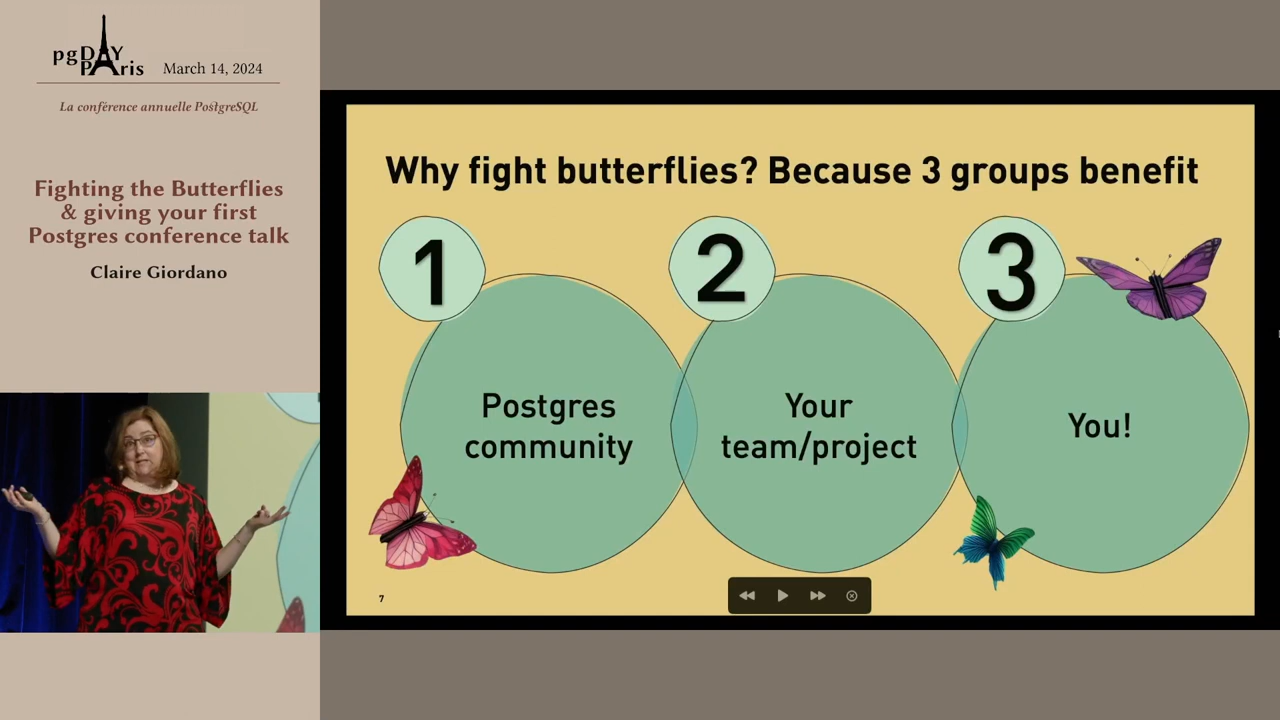 pgDAY
Paris
March 14, 2024
La conférence annuelle PostgreSQL
Fighting the Butterflies
& giving your first
Postgres conference talk
Claire Giordano
Why fight butterflies? Because 3 groups benefit
1
2
3
Postgres
community
Your
team/project
You!
7